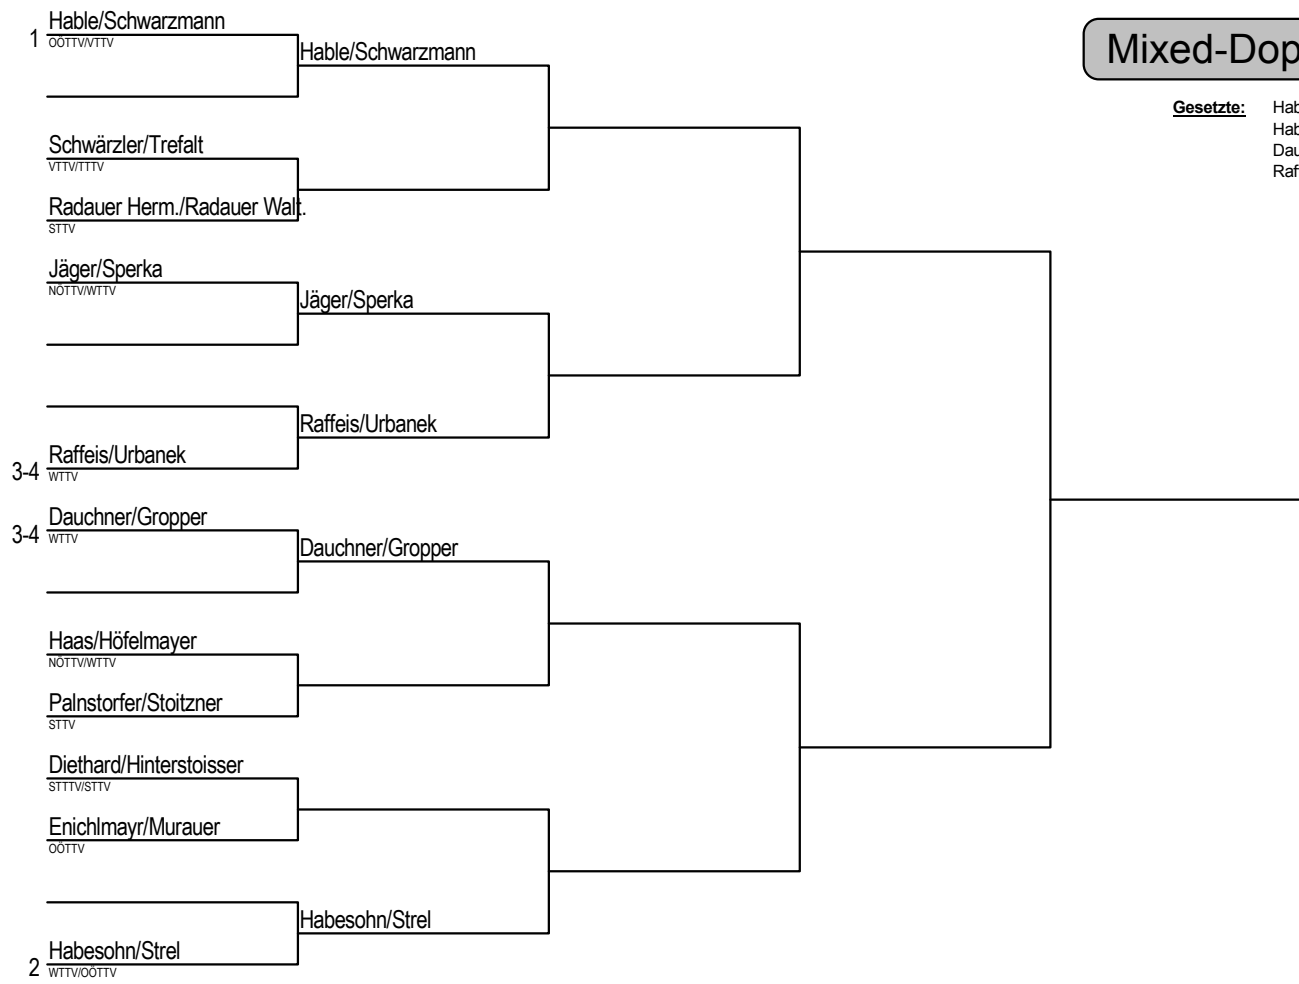 Hable/Schwarzmann
1
OÖTTV/VTTV
Hable/Schwarzmann
Mixed-Dop
Gesetzte: Hab
Hab
Dau
Raf
Schwärzler/Trefalt
VTTV/TTTV
Radauer Herm./Radauer Walt.
STTV
Jäger/Sperka
NÖTTV/WTTV
Jäger/Sperka
Raffeis/Urbanek
Raffeis/Urbanek
3-4
WTTV
Dauchner/Gropper
3-4
WTTV
Dauchner/Gropper
Haas/Höfelmayer
NÖTTV/WTTV
Palnstorfer/Stoitzner
STTV
Diethard/Hinterstoisser
STTTV/STTV
Enichlmayr/Murauer
OÖTTV
Habesohn/Strel
Habesohn/Strel
2
WTTV/OÖTTV